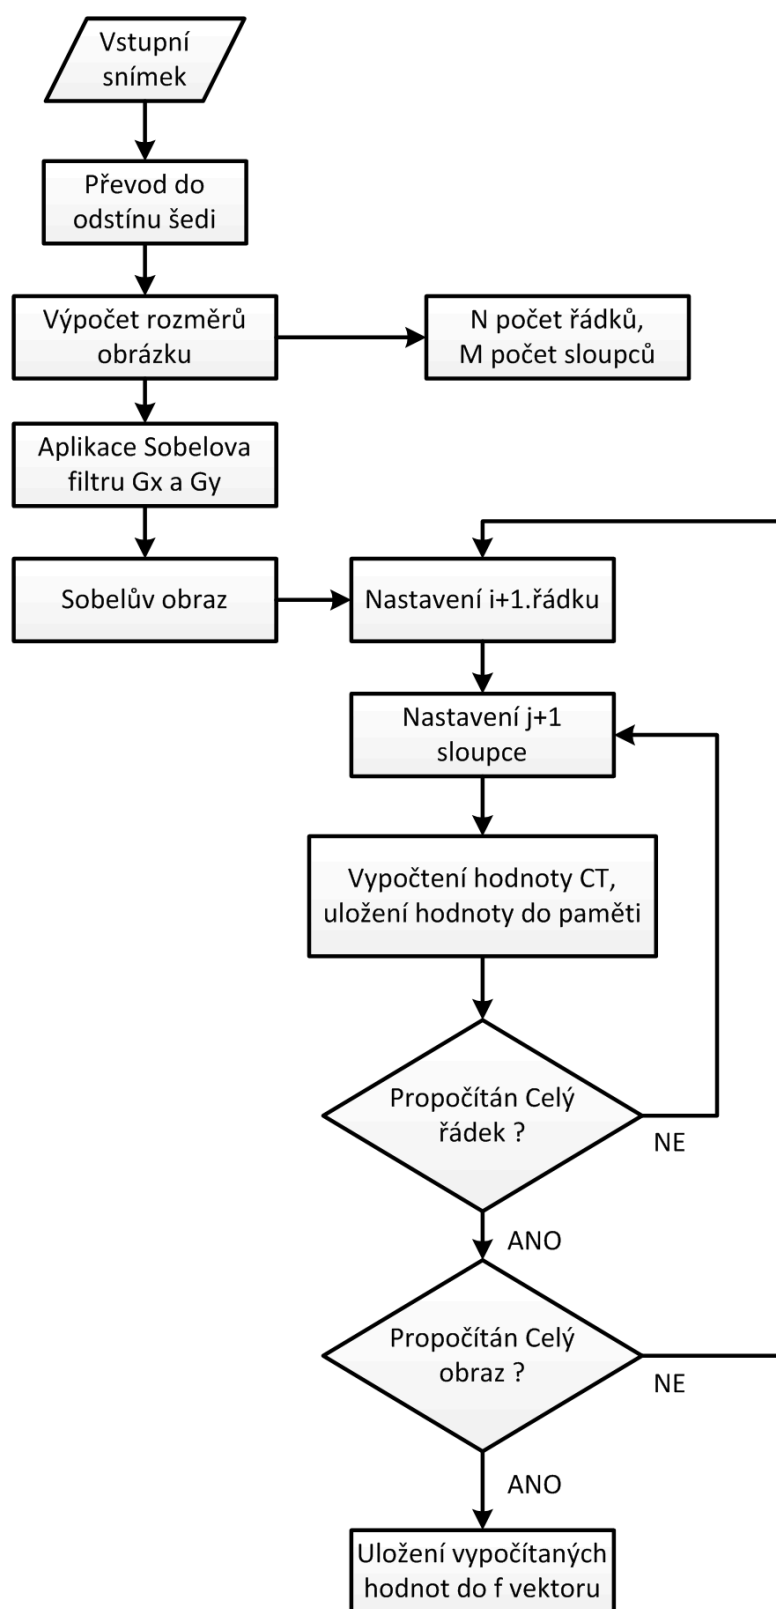 Vstupní
snímek
Převod do
odstínu šedi
Výpočet rozměrů
obrázku
N počet řádků,
M počet sloupců
Aplikace Sobelova
filtru Gx a Gy
Sobelův obraz
Nastavení i+1.řádku
Nastavení j+1
sloupce
Vypočtení hodnoty CT,
uložení hodnoty do paměti
Propočítán Celý
řádek ?
NE
ANO
Propočítán Celý
obraz ?
NE
ANO
Uložení vypočítaných
hodnot do f vektoru